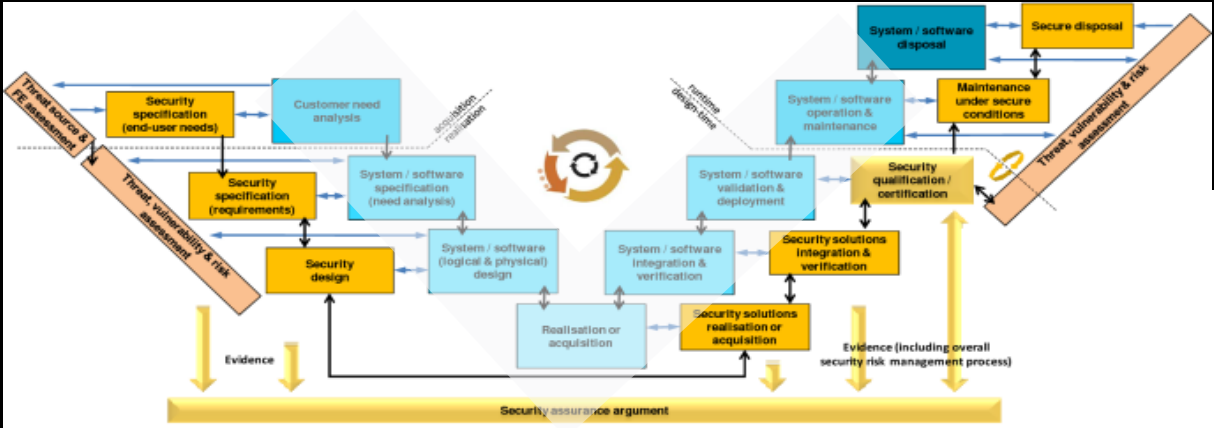 System / software
disposal
Secure disposal
Threat source &
FE assessment
Security
specification
(end-user needs)
Customer need
analysis
acquisition
realisation
runtime
design-time
System / software
operation &
maintenance
Maintenance
under secure
conditions
Threat, vulnerability & risk
assessment
Threat, vulnerability & risk
assessment
Security
specification
(requirements)
System / software
specification
(need analysis)
System / software
validation &
deployment
Security
qualification /
certification
Security
design
System / software
(logical & physical)
design
System / software
integration &
verification
Security solutions
integration &
verification
Realisation or
acquisition
Security solutions
realisation or
acquisition
Evidence
Evidence (including overall
security risk management process)
Security assurance argument